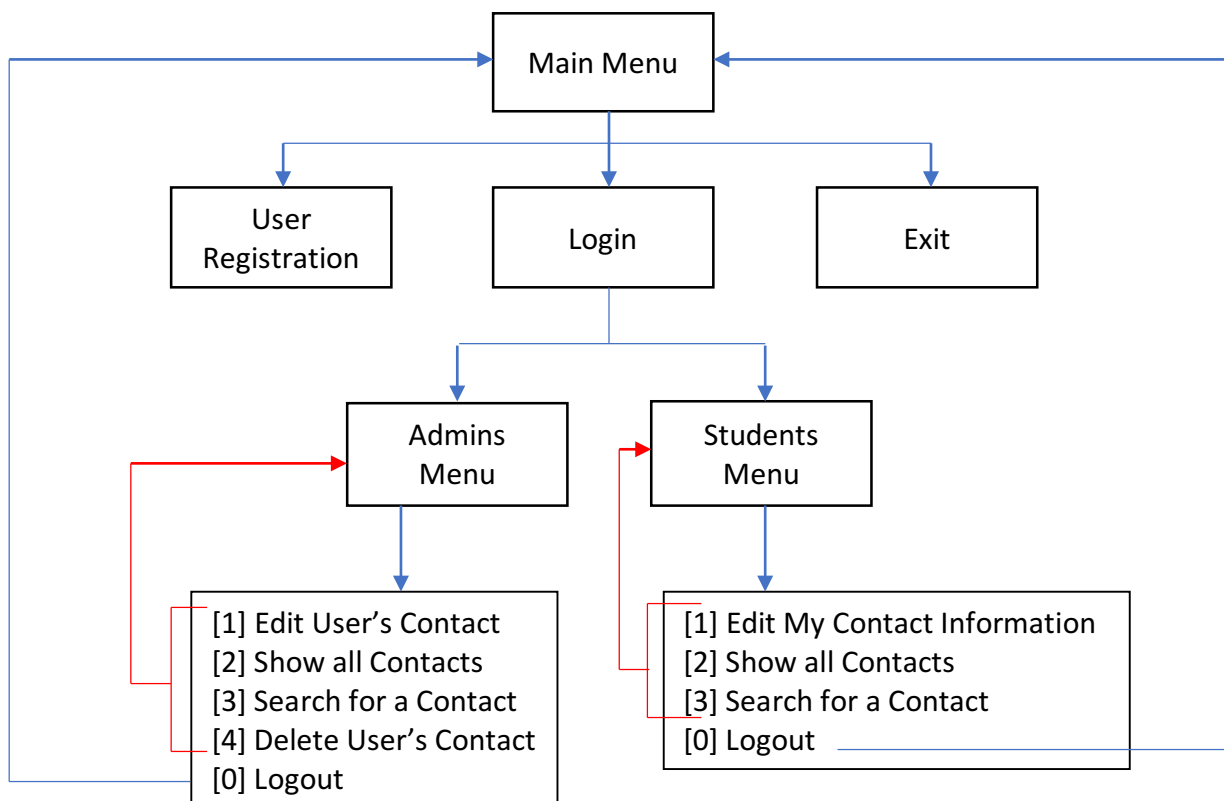 Main Menu
User
Registration
Login
Exit
Admins
Menu
Students
Menu
[1] Edit User’s Contact
[2] Show all Contacts
[3] Search for a Contact
[4] Delete User’s Contact
[0] Logout
[1] Edit My Contact Information
[2] Show all Contacts
[3] Search for a Contact
[0] Logout